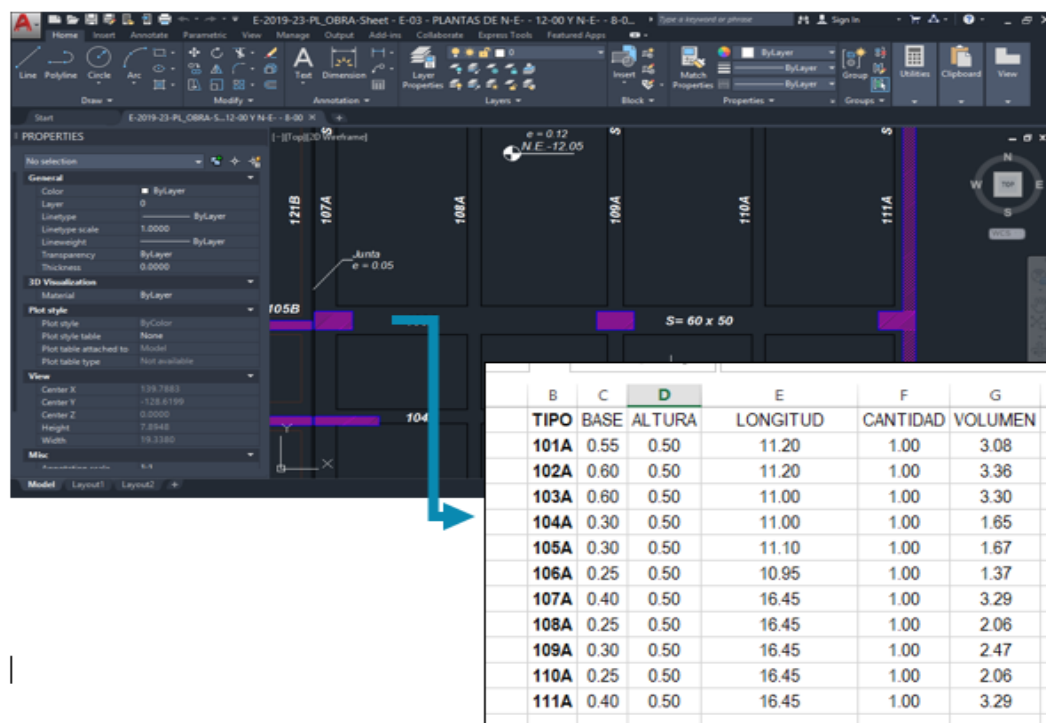 E-2019-23-PL_OBRA-Sheet - E-03 - PLANTAS DE N-E- - 12-00 Y N-E- - 8-0...
Type a keyword or phrase
Sign In
Home Insert Annotate Parametric View Manage Output Add-ins Collaborate Express Tools Featured Apps
Line Polyline Circle Arc
Text Dimension
Layer Properties
0
Insert
Match Properties
ByLayer
ByLayer
ByLayer
Group
Utilities
Clipboard
View
Draw Modify Annotation Layers Block Properties Groups
Start E-2019-23-PL_OBRA-S...12-00 Y N-E- - 8-00
PROPERTIES
No selection
General
Color ByLayer
Layer 0
Linetype ByLayer
Linetype scale 1.0000
Lineweight ByLayer
Transparency ByLayer
Thickness 0.0000
3D Visualization
Material ByLayer
Plot style
Plot style ByColor
Plot style table None
Plot table attached to Model
Plot table type Not available
View
Center X 139.7883
Center Y -128.6199
Center Z 0.0000
Height 7.8948
Width 19.3380
Misc
Annotation scale 1:1
Model Layout1 Layout2 +
[-][Top][2D Wireframe]
e = 0.12
N.E.-12.05
121B
107A
108A
109A
110A
111A
Junta
e = 0.05
105B
S= 60 x 50
104
Y
X
N
W TOP E
S
WCS
B C D E F G
TIPO BASE ALTURA LONGITUD CANTIDAD VOLUMEN
101A 0.55 0.50 11.20 1.00 3.08
102A 0.60 0.50 11.20 1.00 3.36
103A 0.60 0.50 11.00 1.00 3.30
104A 0.30 0.50 11.00 1.00 1.65
105A 0.30 0.50 11.10 1.00 1.67
106A 0.25 0.50 10.95 1.00 1.37
107A 0.40 0.50 16.45 1.00 3.29
108A 0.25 0.50 16.45 1.00 2.06
109A 0.30 0.50 16.45 1.00 2.47
110A 0.25 0.50 16.45 1.00 2.06
111A 0.40 0.50 16.45 1.00 3.29